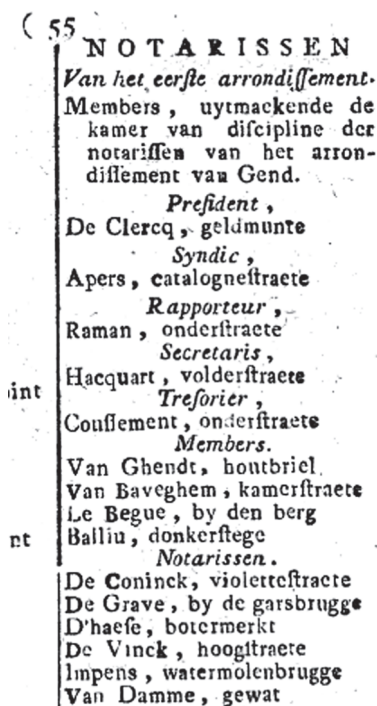 ( 55
NOTARISSEN
Van het eerſte arrondiſſement.
Members, uytmackende de
kamer van diſcipline der
notariſſen van het arron-
diſſement van Gend.
Preſident,
De Clercq, geldmunte
Syndic,
Apers, catalogneſtraete
Rapporteur,
Raman, onderſtraete
Secretaris,
Hacquart, volderſtraete
oint
Treſorier,
Couſſement, onderſtraete
Members.
Van Ghendt, houtbriel
Van Baveghem, kamerſtraete
Le Begue, by den berg
nt
Balliu, donkerſtege
Notarissen.
De Coninck, violetteſtraete
De Grave, by de garsbrugge
D'haeſe, botermerkt
De Vinck, hoogſtraete
Impens, watermolenbrugge
Van Damme, gewat